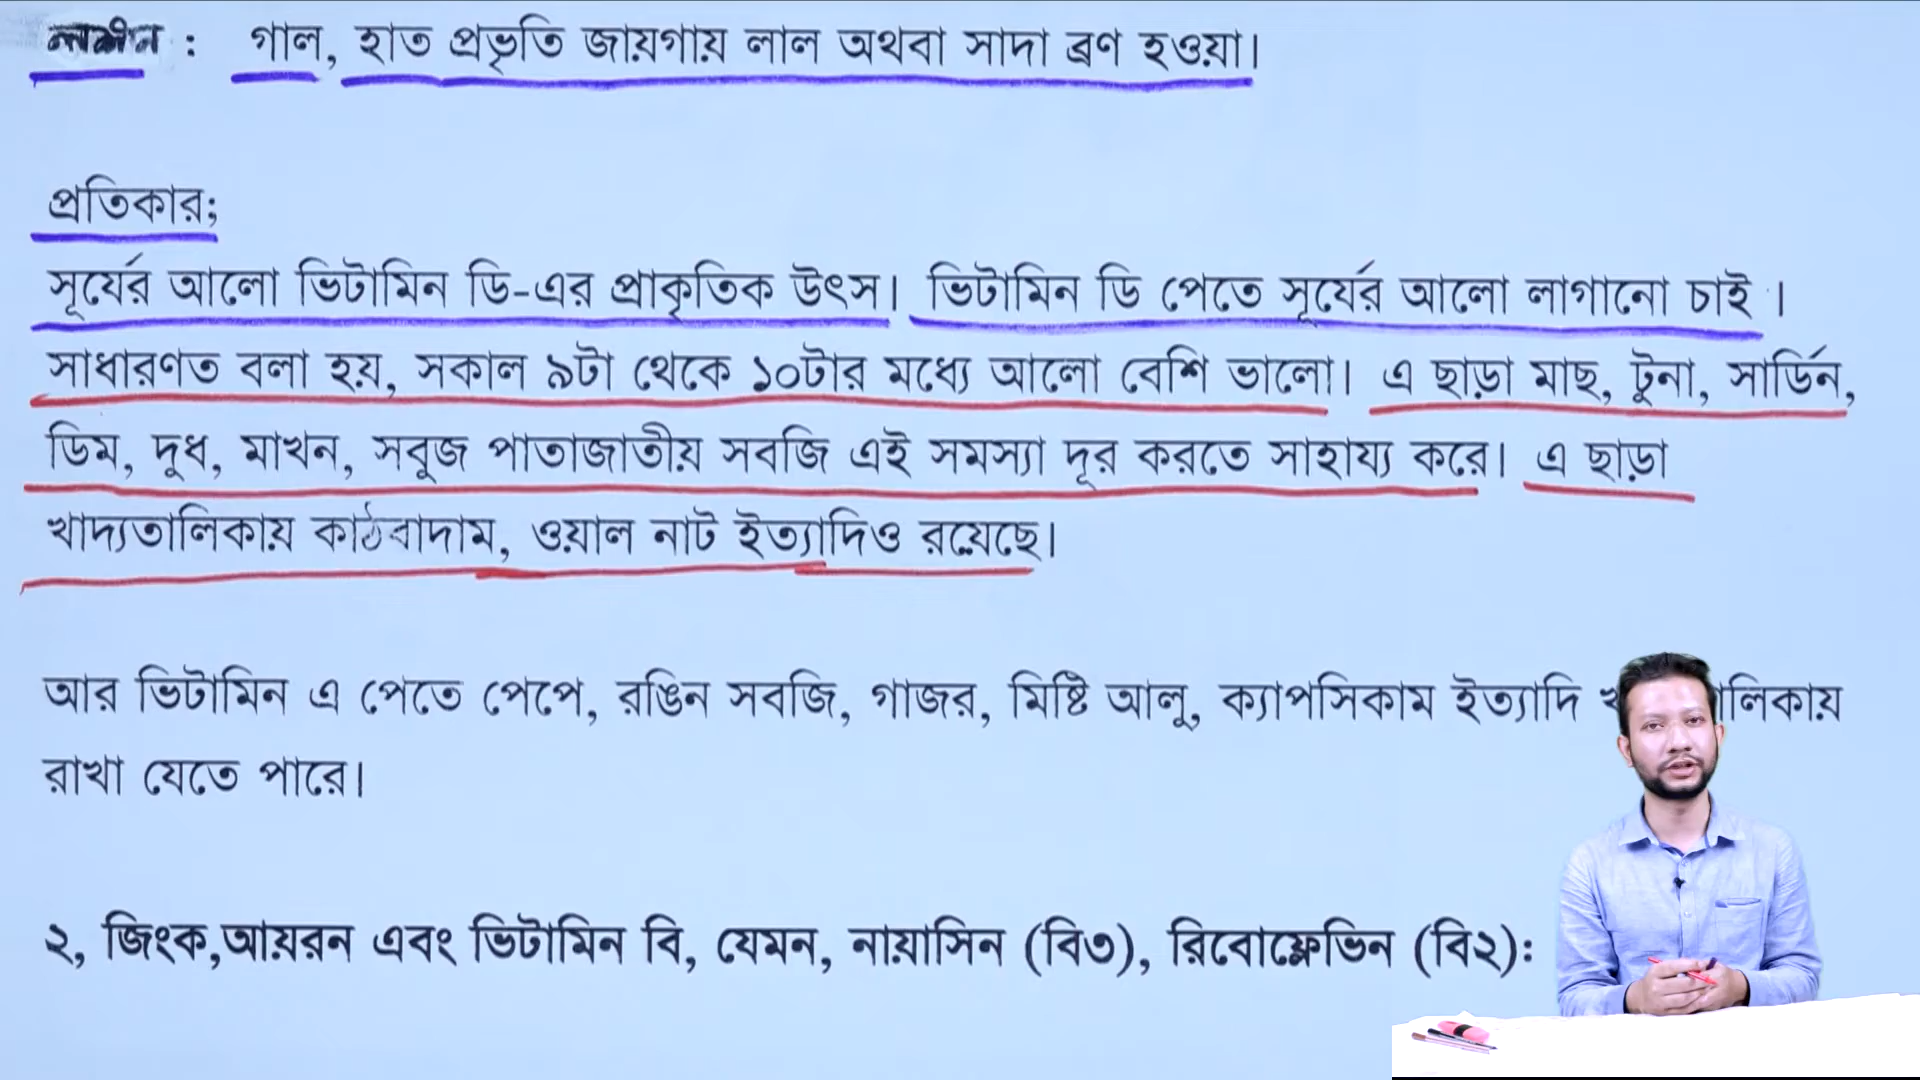 লক্ষন : গাল, হাত প্রভৃতি জায়গায় লাল অথবা সাদা ব্রণ হওয়া।
প্রতিকার;
সূর্যের আলো ভিটামিন ডি-এর প্রাকৃতিক উৎস। ভিটামিন ডি পেতে সূর্যের আলো লাগানো চাই ।
সাধারণত বলা হয়, সকাল ৯টা থেকে ১০টার মধ্যে আলো বেশি ভালো। এ ছাড়া মাছ, টুনা, সার্ডিন,
ডিম, দুধ, মাখন, সবুজ পাতাজাতীয় সবজি এই সমস্যা দূর করতে সাহায্য করে। এ ছাড়া
খাদ্যতালিকায় কাঠবাদাম, ওয়াল নাট ইত্যাদিও রয়েছে।
আর ভিটামিন এ পেতে পেপে, রঙিন সবজি, গাজর, মিষ্টি আলু, ক্যাপসিকাম ইত্যাদি
রাখা যেতে পারে।
২, জিংক,আয়রন এবং ভিটামিন বি, যেমন, নায়াসিন (বি৩), রিবোফ্লেভিন (বি২):